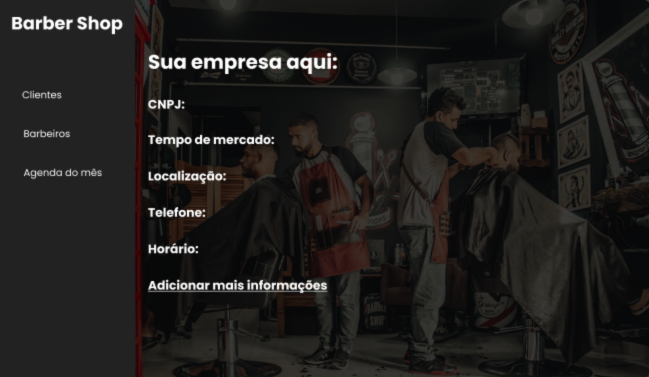 Barber Shop
Sua empresa aqui:
Clientes
CNPJ:
Barbeiros
Tempo de mercado:
Agenda do mês
Localização:
Telefone:
Horário:
Adicionar mais informações